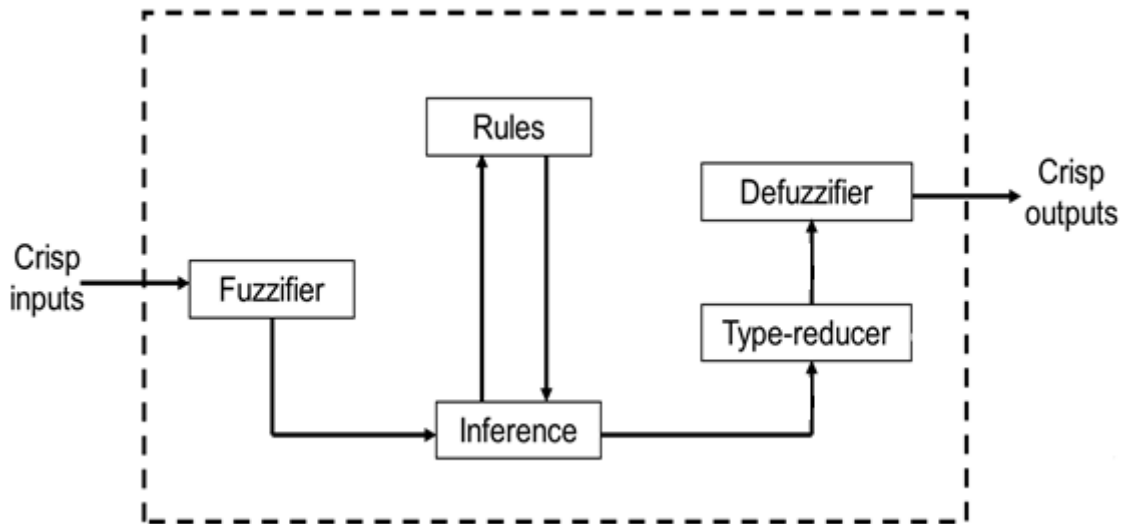 Rules
Defuzzifier
Crisp
outputs
Crisp
inputs
Fuzzifier
Type-reducer
Inference